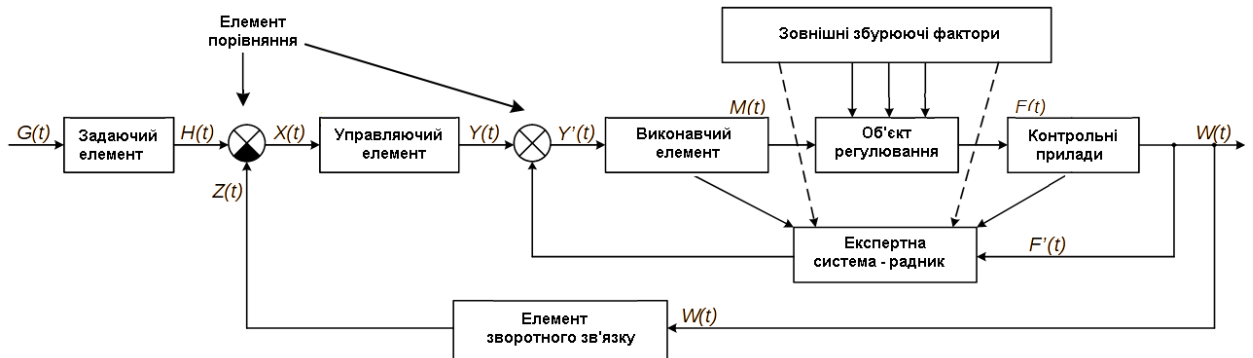 Елемент
порівняння
Зовнішні збурюючі фактори
G(t)
Задаючий
елемент
H(t)
X(t)
Управляючий
елемент
Y(t)
Y'(t)
Виконавчий
елемент
M(t)
Об'єкт
регулювання
F(t)
Контрольні
прилади
W(t)
Z(t)
Експертна
система - радник
F'(t)
Елемент
зворотного зв'язку
W(t)